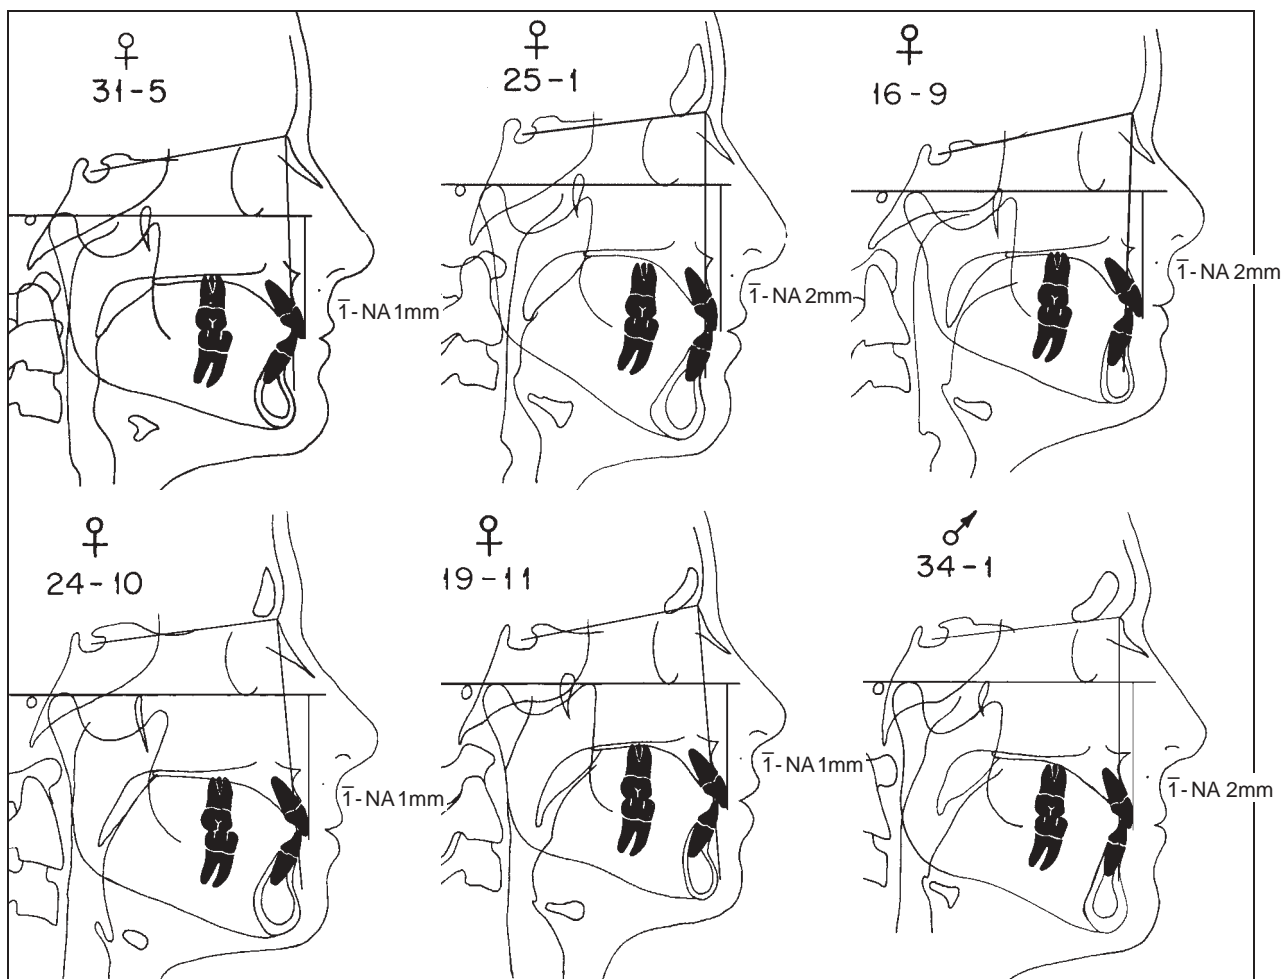 ♀
31-5
1̅-NA 1mm
♀
25-1
1̅-NA 2mm
♀
16-9
1̅-NA 2mm
♀
24-10
1̅-NA 1mm
♀
19-11
1̅-NA 1mm
♂
34-1
1̅-NA 2mm